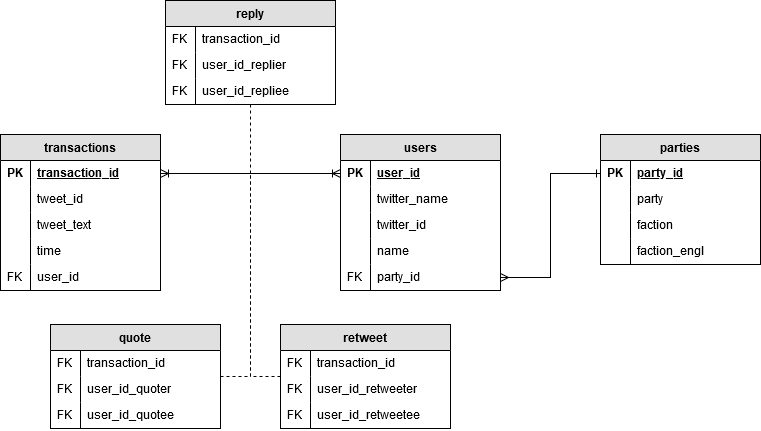 reply
FK transaction_id
FK user_id_replier
FK user_id_repliee
transactions
PK transaction_id
tweet_id
tweet_text
time
FK user_id
users
PK user_id
twitter_name
twitter_id
name
FK party_id
parties
PK party_id
party
faction
faction_engl
quote
FK transaction_id
FK user_id_quoter
FK user_id_quotee
retweet
FK transaction_id
FK user_id_retweeter
FK user_id_retweetee